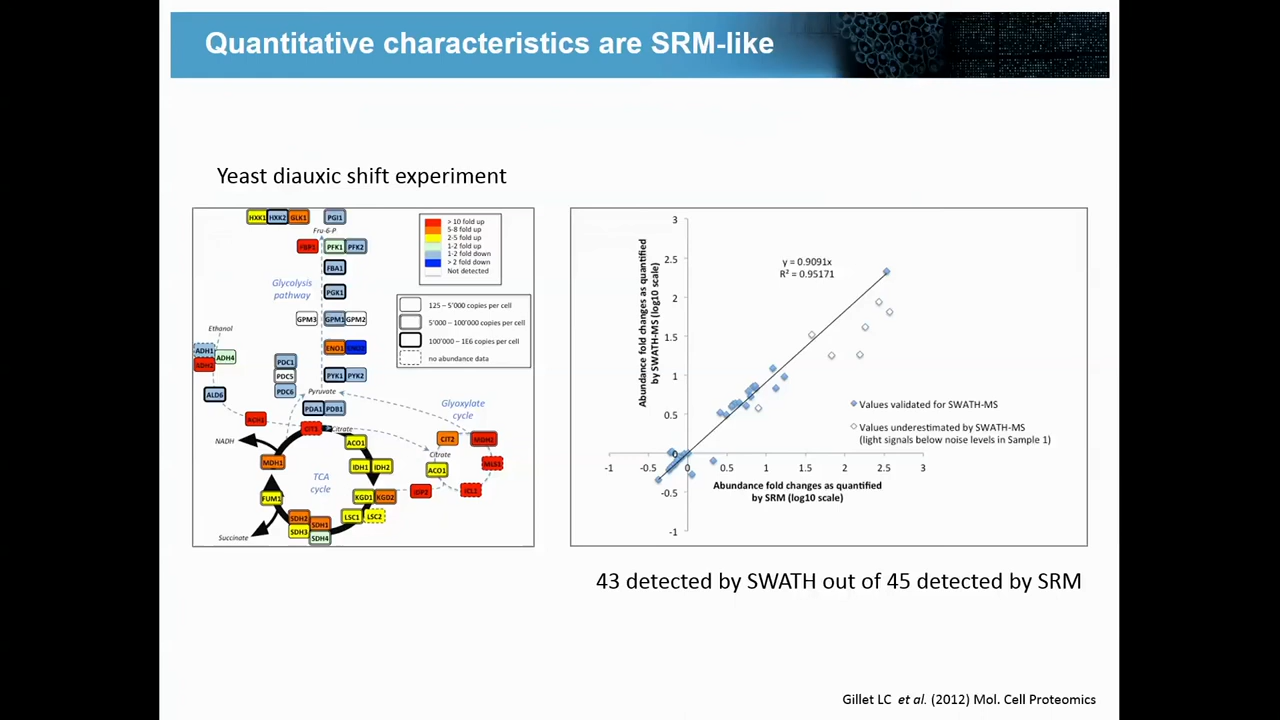 Quantitative characteristics are SRM-like
Yeast diauxic shift experiment
HXK1 HXK2 GLK1 PGI1
Fru-6-P
FBP1 PFK1 PFK2
FBA1
Glycolysis
pathway
PGK1
GPM3 GPM1 GPM2
Ethanol
ENO1
ADH1
ADH4
ADH2
PDC1
PDC5
PDC6
PYK1 PYK2
Pyruvate
ALD6
PDA1 PDB1
Glyoxylate
cycle
Citrate
NADH
ACO1
CIT2 MDH2
Citrate
MDH1
IDH1 IDH2
ACO1
MLS1
TCA
cycle
FUM1
KGD1 KGD2
IDP2
ICL1
SDH2 SDH1
LSC1 LSC2
SDH3
SDH4
Succinate
> 10 fold up
5-8 fold up
2-5 fold up
1-2 fold up
1-2 fold down
> 2 fold down
Not detected
125 – 5'000 copies per cell
5'000 – 100'000 copies per cell
100'000 – 1E6 copies per cell
no abundance data
Abundance fold changes as quantified
by SWATH-MS (log10 scale)
3
2.5
2
1.5
1
0.5
0
-0.5
-1
y = 0.9091x
R² = 0.95171
-1 -0.5 0 0.5 1 1.5 2 2.5 3
Values validated for SWATH-MS
Values underestimated by SWATH-MS
(light signals below noise levels in Sample 1)
Abundance fold changes as quantified
by SRM (log10 scale)
43 detected by SWATH out of 45 detected by SRM
Gillet LC et al. (2012) Mol. Cell Proteomics